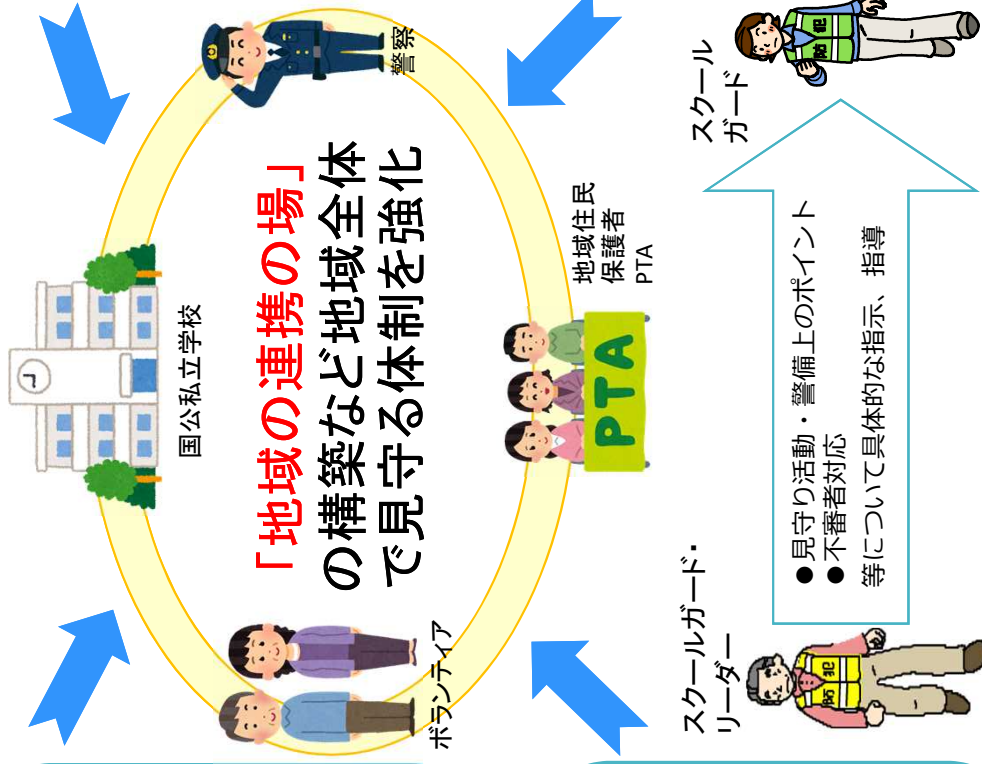 国公私立学校
警察
「地域の連携の場」
の構築など地域全体
で見守る体制を強化
ボランティア
地域住民
保護者
PTA
PTA
スクールガード・
リーダー
防犯
●見守り活動・警備上のポイント
●不審者対応
等について具体的な指示、指導
スクール
ガード
防犯